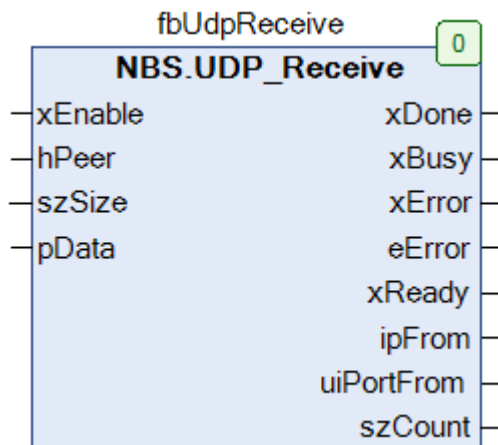 fbUdpReceive
0
NBS.UDP_Receive
xEnable xDone
hPeer xBusy
szSize xError
pData eError
xReady
ipFrom
uiPortFrom
szCount